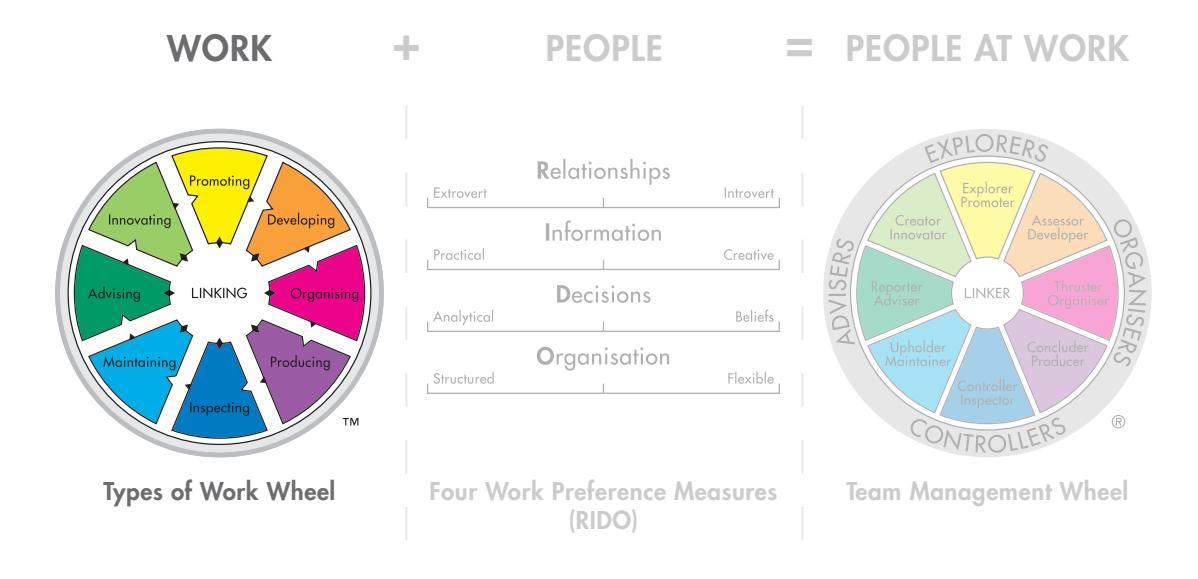 WORK + PEOPLE = PEOPLE AT WORK
Promoting
Innovating
Developing
Advising
LINKING
Organising
Maintaining
Producing
Inspecting
TM
Types of Work Wheel
Relationships
Extrovert Introvert
Information
Practical Creative
Decisions
Analytical Beliefs
Organisation
Structured Flexible
Four Work Preference Measures
(RIDO)
EXPLORERS
Explorer
Promoter
Creator
Innovator
Assessor
Developer
ADVISERS
ORGANISERS
Reporter
Adviser
LINKER
Thruster
Organiser
Upholder
Maintainer
Concluder
Producer
Controller
Inspector
CONTROLLERS
®
Team Management Wheel